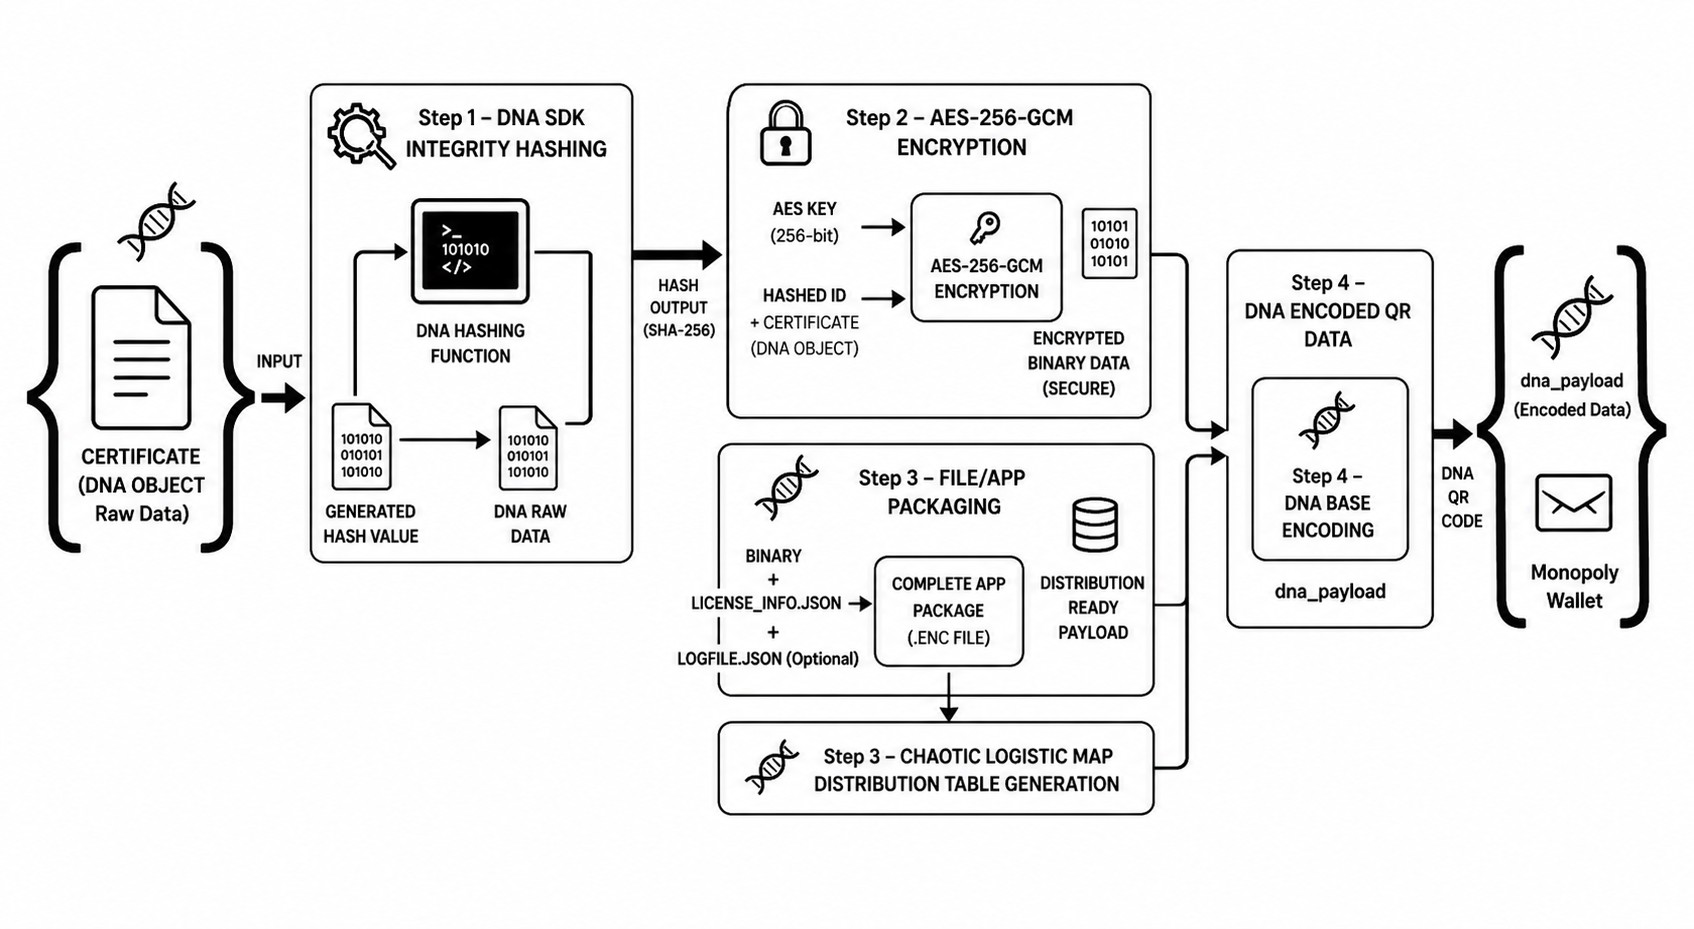 CERTIFICATE
(DNA OBJECT
Raw Data)
INPUT
Step 1 – DNA SDK
INTEGRITY HASHING
>_
101010
</>
DNA HASHING
FUNCTION
101010
010101
101010
GENERATED
HASH VALUE
101010
010101
101010
DNA RAW
DATA
HASH
OUTPUT
(SHA-256)
Step 2 – AES-256-GCM
ENCRYPTION
AES KEY
(256-bit)
HASHED ID
+ CERTIFICATE
(DNA OBJECT)
AES-256-GCM
ENCRYPTION
10101
01010
10101
ENCRYPTED
BINARY DATA
(SECURE)
Step 3 – FILE/APP
PACKAGING
BINARY
+
LICENSE_INFO.JSON
+
LOGFILE.JSON (Optional)
COMPLETE APP
PACKAGE
(.ENC FILE)
DISTRIBUTION
READY
PAYLOAD
Step 3 – CHAOTIC LOGISTIC MAP
DISTRIBUTION TABLE GENERATION
Step 4 –
DNA ENCODED QR
DATA
Step 4 –
DNA BASE
ENCODING
dna_payload
DNA
QR
CODE
dna_payload
(Encoded Data)
Monopoly
Wallet